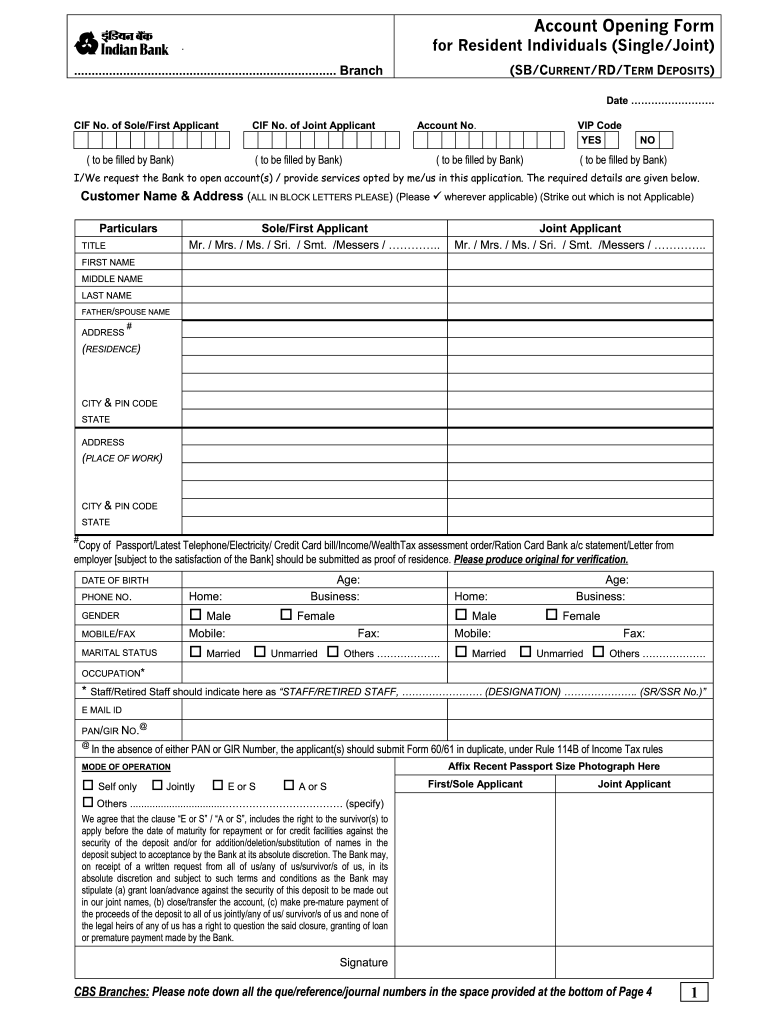 इंडियन बैंक
Indian Bank
.......................................................................... Branch
Account Opening Form
for Resident Individuals (Single/Joint)
(SB/CURRENT/RD/TERM DEPOSITS)
Date …………………….
CIF No. of Sole/First Applicant CIF No. of Joint Applicant Account No. VIP Code
YES NO
( to be filled by Bank) ( to be filled by Bank) ( to be filled by Bank) ( to be filled by Bank)
I/We request the Bank to open account(s) / provide services opted by me/us in this application. The required details are given below.
Customer Name & Address (ALL IN BLOCK LETTERS PLEASE) (Please ✓ wherever applicable) (Strike out which is not Applicable)
Particulars Sole/First Applicant Joint Applicant
TITLE Mr. / Mrs. / Ms. / Sri. / Smt. /Messers / ………….. Mr. / Mrs. / Ms. / Sri. / Smt. /Messers / …………..
FIRST NAME
MIDDLE NAME
LAST NAME
FATHER/SPOUSE NAME
ADDRESS #
(RESIDENCE)
CITY & PIN CODE
STATE
ADDRESS
(PLACE OF WORK)
CITY & PIN CODE
STATE
#Copy of Passport/Latest Telephone/Electricity/ Credit Card bill/Income/WealthTax assessment order/Ration Card Bank a/c statement/Letter from
employer [subject to the satisfaction of the Bank] should be submitted as proof of residence. Please produce original for verification.
DATE OF BIRTH Age: Age:
PHONE NO. Home: Business: Home: Business:
GENDER ☐ Male ☐ Female ☐ Male ☐ Female
MOBILE/FAX Mobile: Fax: Mobile: Fax:
MARITAL STATUS ☐ Married ☐ Unmarried ☐ Others ………………. ☐ Married ☐ Unmarried ☐ Others ……………….
OCCUPATION*
* Staff/Retired Staff should indicate here as “STAFF/RETIRED STAFF, …………………… (DESIGNATION) …………………. (SR/SSR No.)”
E MAIL ID
PAN/GIR NO.@
@ In the absence of either PAN or GIR Number, the applicant(s) should submit Form 60/61 in duplicate, under Rule 114B of Income Tax rules
MODE OF OPERATION Affix Recent Passport Size Photograph Here
☐ Self only ☐ Jointly ☐ E or S ☐ A or S First/Sole Applicant Joint Applicant
☐ Others .................................…………………………… (specify)
We agree that the clause “E or S” / “A or S”, includes the right to the survivor(s) to
apply before the date of maturity for repayment or for credit facilities against the
security of the deposit and/or for addition/deletion/substitution of names in the
deposit subject to acceptance by the Bank at its absolute discretion. The Bank may,
on receipt of a written request from all of us/any of us/survivor/s of us, in its
absolute discretion and subject to such terms and conditions as the Bank may
stipulate (a) grant loan/advance against the security of this deposit to be made out
in our joint names, (b) close/transfer the account, (c) make pre-mature payment of
the proceeds of the deposit to all of us jointly/any of us/ survivor/s of us and none of
the legal heirs of any of us has a right to question the said closure, granting of loan
or premature payment made by the Bank.
Signature
CBS Branches: Please note down all the que/reference/journal numbers in the space provided at the bottom of Page 4 1